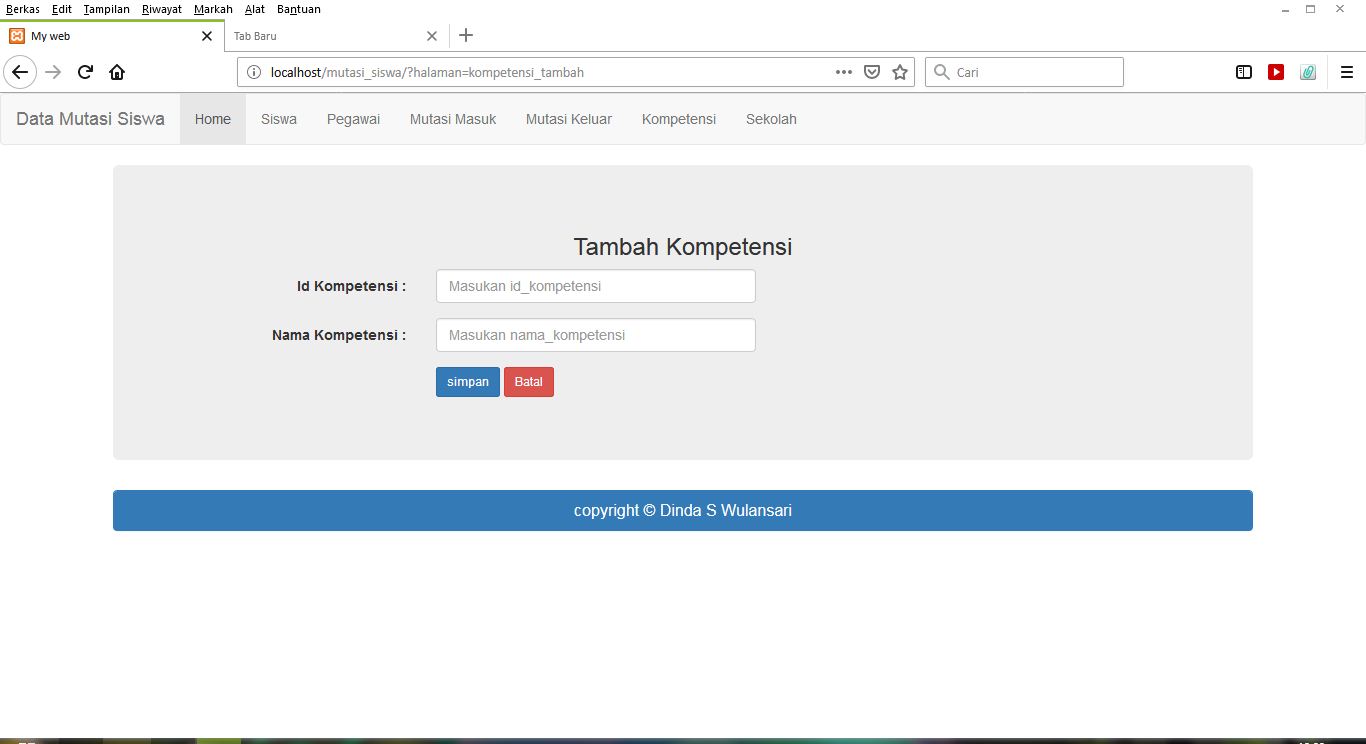 Berkas Edit Tampilan Riwayat Markah Alat Bantuan
My web Tab Baru
localhost/mutasi_siswa/?halaman=kompetensi_tambah Cari
Data Mutasi Siswa Home Siswa Pegawai Mutasi Masuk Mutasi Keluar Kompetensi Sekolah
Tambah Kompetensi
Id Kompetensi : Masukan id_kompetensi
Nama Kompetensi : Masukan nama_kompetensi
simpan Batal
copyright © Dinda S Wulansari